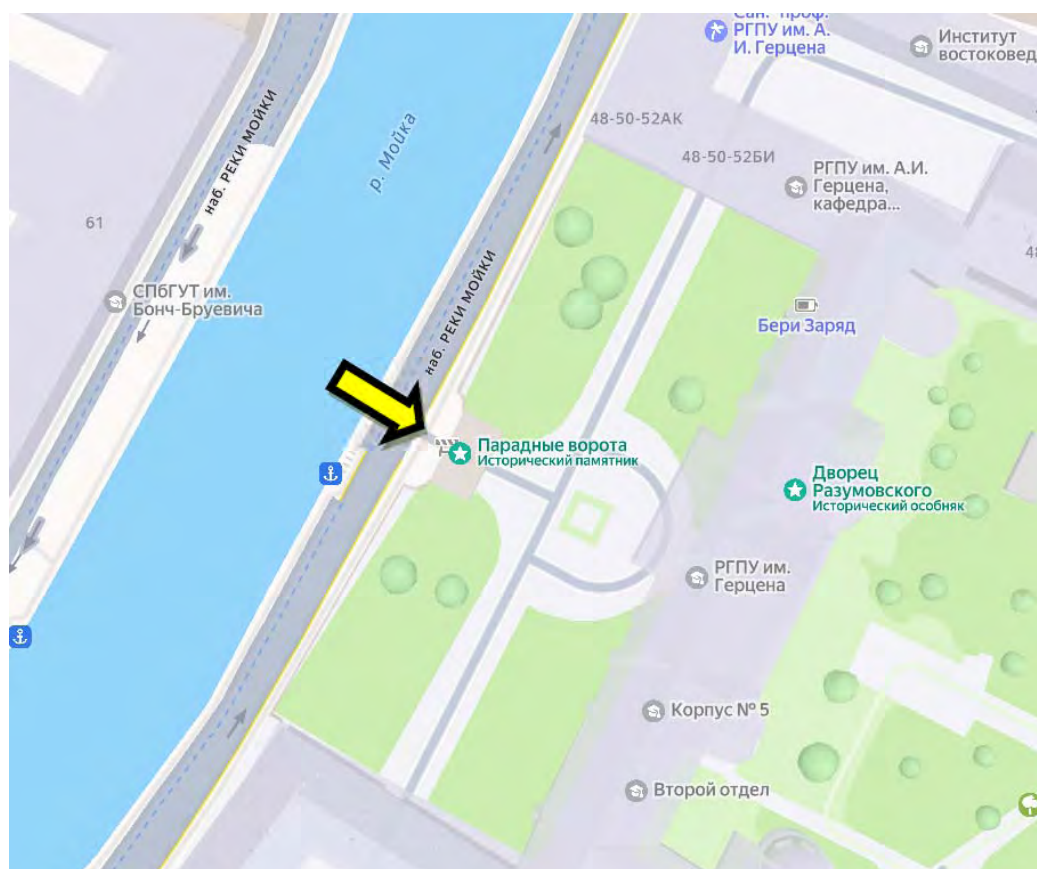 Сан.-проф.
РГПУ им. А.
И. Герцена
Институт
востоковед
48-50-52АК
48-50-52БИ
РГПУ им. А.И.
Герцена,
кафедра...
наб. РЕКИ МОЙКИ
р. Мойка
61
48
СПбГУТ им.
Бонч-Бруевича
наб. РЕКИ МОЙКИ
Бери Заряд
Парадные ворота
Исторический памятник
Дворец
Разумовского
Исторический особняк
РГПУ им.
Герцена
Корпус № 5
Второй отдел